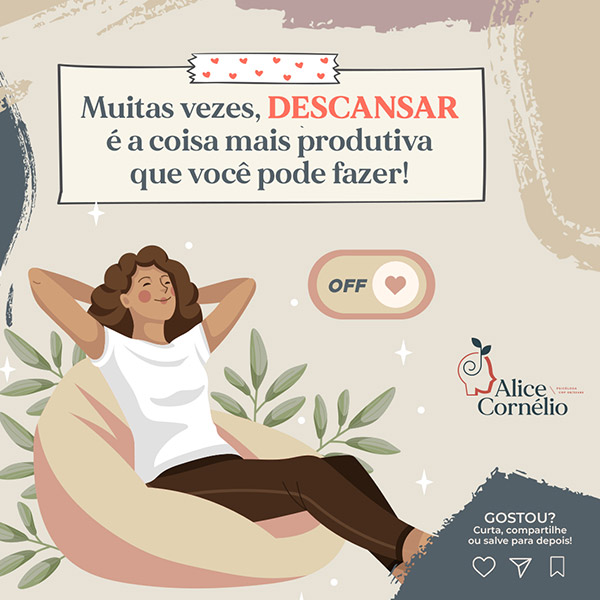 Muitas vezes, DESCANSAR
é a coisa mais produtiva
que você pode fazer!
OFF
Alice
Cornélio
GOSTOU?
Curta, compartilhe
ou salve para depois!